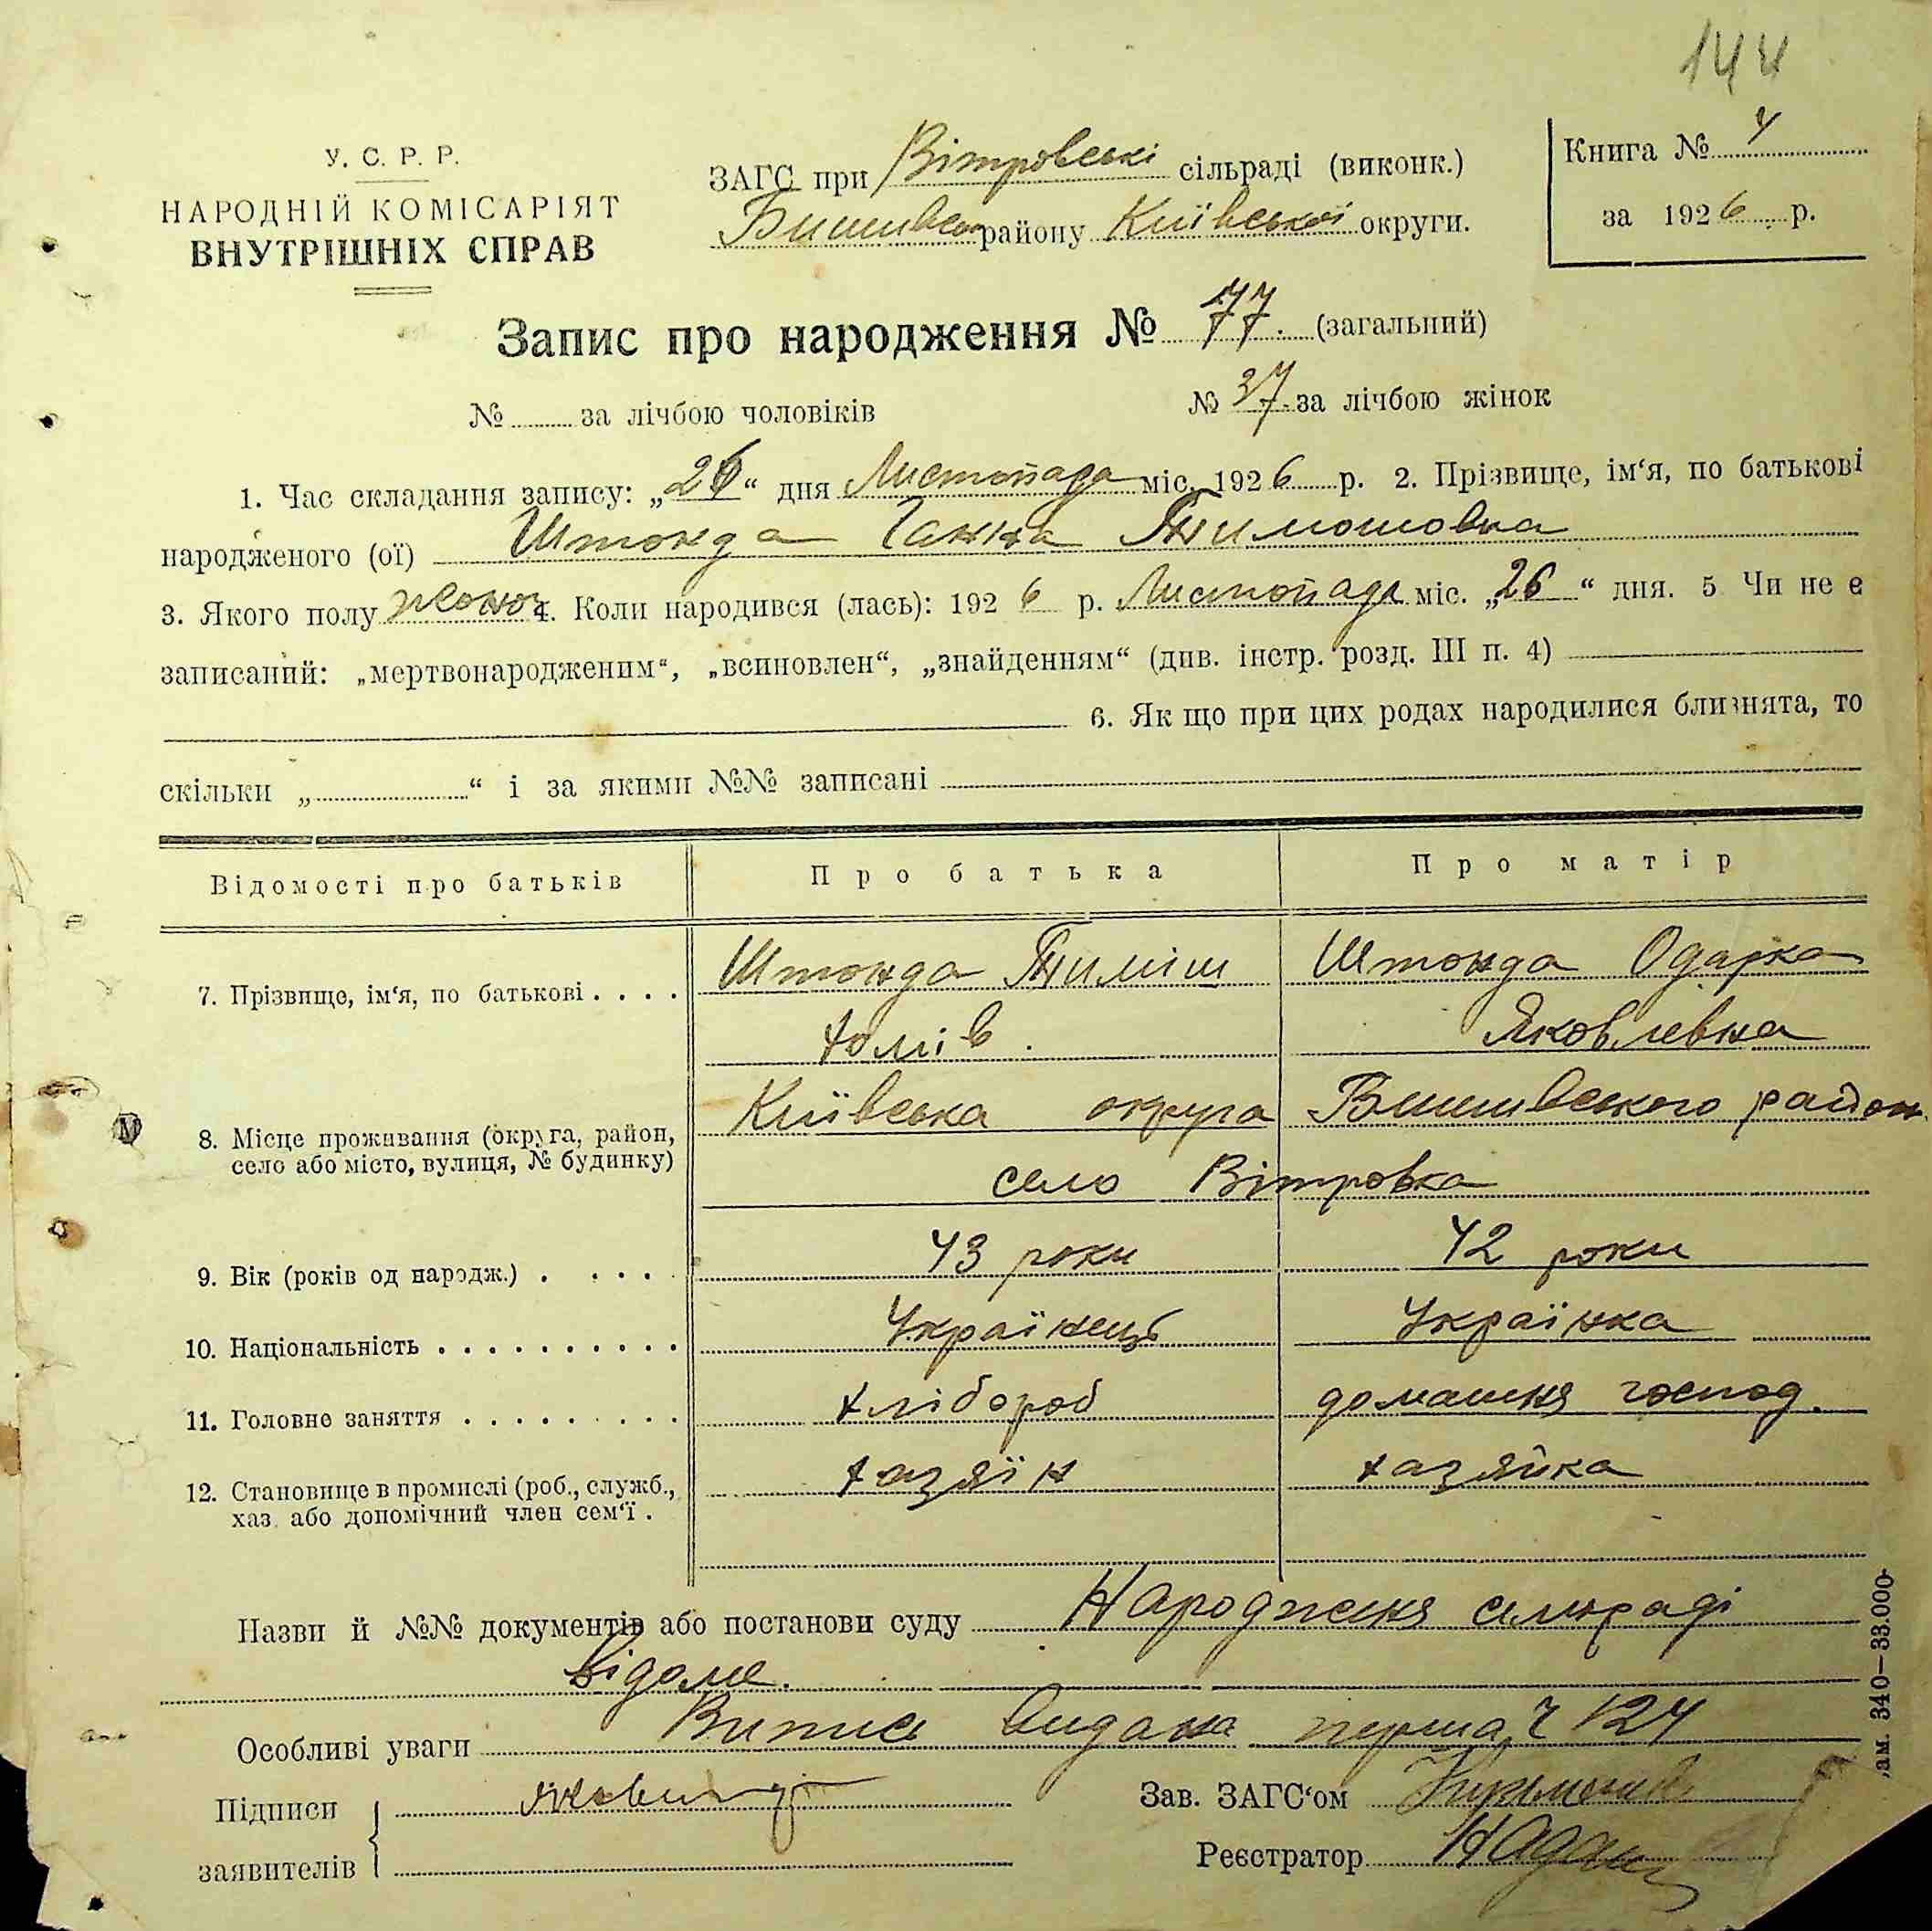 144
У. С. Р. Р.
НАРОДНІЙ КОМІСАРІЯТ
ВНУТРІШНІХ СПРАВ
ЗАГС при Вітровські сільраді (виконк.)
району Київської округи.
Книга № 4
за 1926 р.
Запис про народження № 77. (загальний)
№ за лічбою чоловіків № 37. за лічбою жінок
1. Час складання запису: „26“ дня Листопада міс. 1926 р. 2. Прізвище, ім‘я, по батькові
народженого (ої) Штонда Ганна Тимошовна
3. Якого полу 4. Коли народився (лась): 1926 р. Листопада міс. „26“ дня. 5 Чи не є
записаний: „мертвонародженим“, „всиновлен“, „знайденням“ (див. інстр. розд. III п. 4)
6. Як що при цих родах народилися близнята, то
скільки „ “ і за якими №№ записані
Відомості про батьків Про батька Про матір
7. Прізвище, ім‘я, по батькові . . . . Штонда Тиміш Штонда Одарка
Хомів. Яковлевна
8. Місце проживання (округа, район, Київська округа Бишивського район
село або місто, вулиця, № будинку)
село Вітровка
9. Вік (років од народж.) . . . . 43 роки 42 роки
10. Національність . . . . . . . . . . Українець Українка
11. Головне заняття . . . . . . . . . Хлібороб домашня господ.
12. Становище в промислі (роб., служб., хазяїн хазяйка
хаз. або допомічний член сем‘ї .
Назви й №№ документів або постанови суду Народження сільраді
відоме.
Особливі уваги Випись видана перша, Ч 124
Підписи
заявителів
Зав. ЗАГС‘ом
Реєстратор
зам. 340—33.000